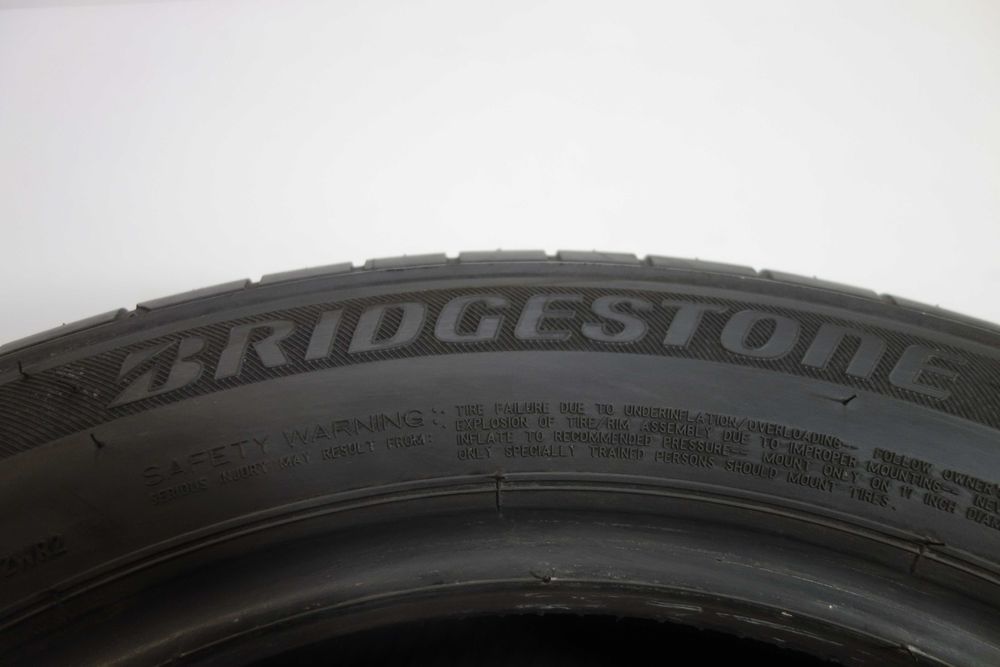 BRIDGESTONE
SAFETY WARNING:
SERIOUS INJURY MAY RESULT FROM:
TIRE FAILURE DUE TO UNDERINFLATION/OVERLOADING-- FOLLOW OWNER'
EXPLOSION OF TIRE/RIM ASSEMBLY DUE TO IMPROPER MOUNTING-- NEV
INFLATE TO RECOMMENDED PRESSURE-- MOUNT ONLY ON 17 INCH DIAM
ONLY SPECIALLY TRAINED PERSONS SHOULD MOUNT TIRES.